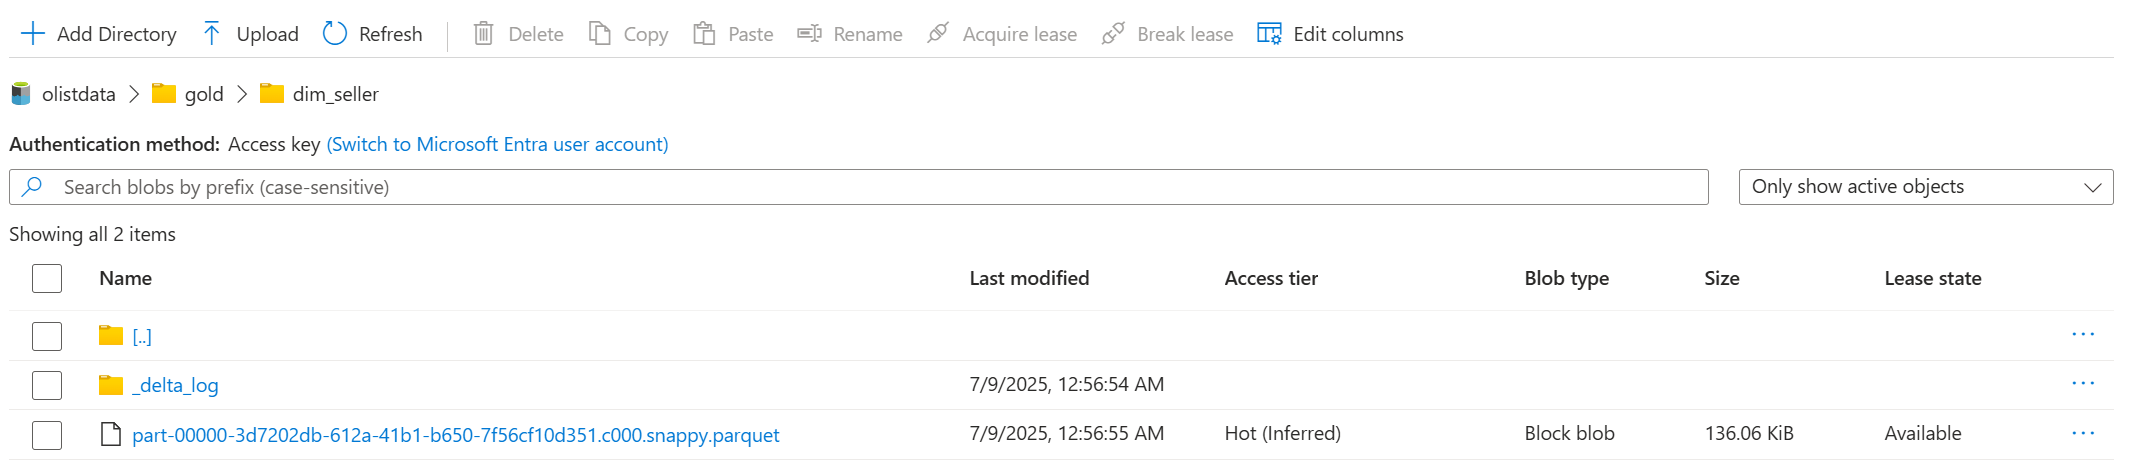 Add Directory Upload Refresh Delete Copy Paste Rename Acquire lease Break lease Edit columns
olistdata > gold > dim_seller
Authentication method: Access key (Switch to Microsoft Entra user account)
Search blobs by prefix (case-sensitive) Only show active objects
Showing all 2 items
Name Last modified Access tier Blob type Size Lease state
[..] ...
_delta_log 7/9/2025, 12:56:54 AM ...
part-00000-3d7202db-612a-41b1-b650-7f56cf10d351.c000.snappy.parquet 7/9/2025, 12:56:55 AM Hot (Inferred) Block blob 136.06 KiB Available ...